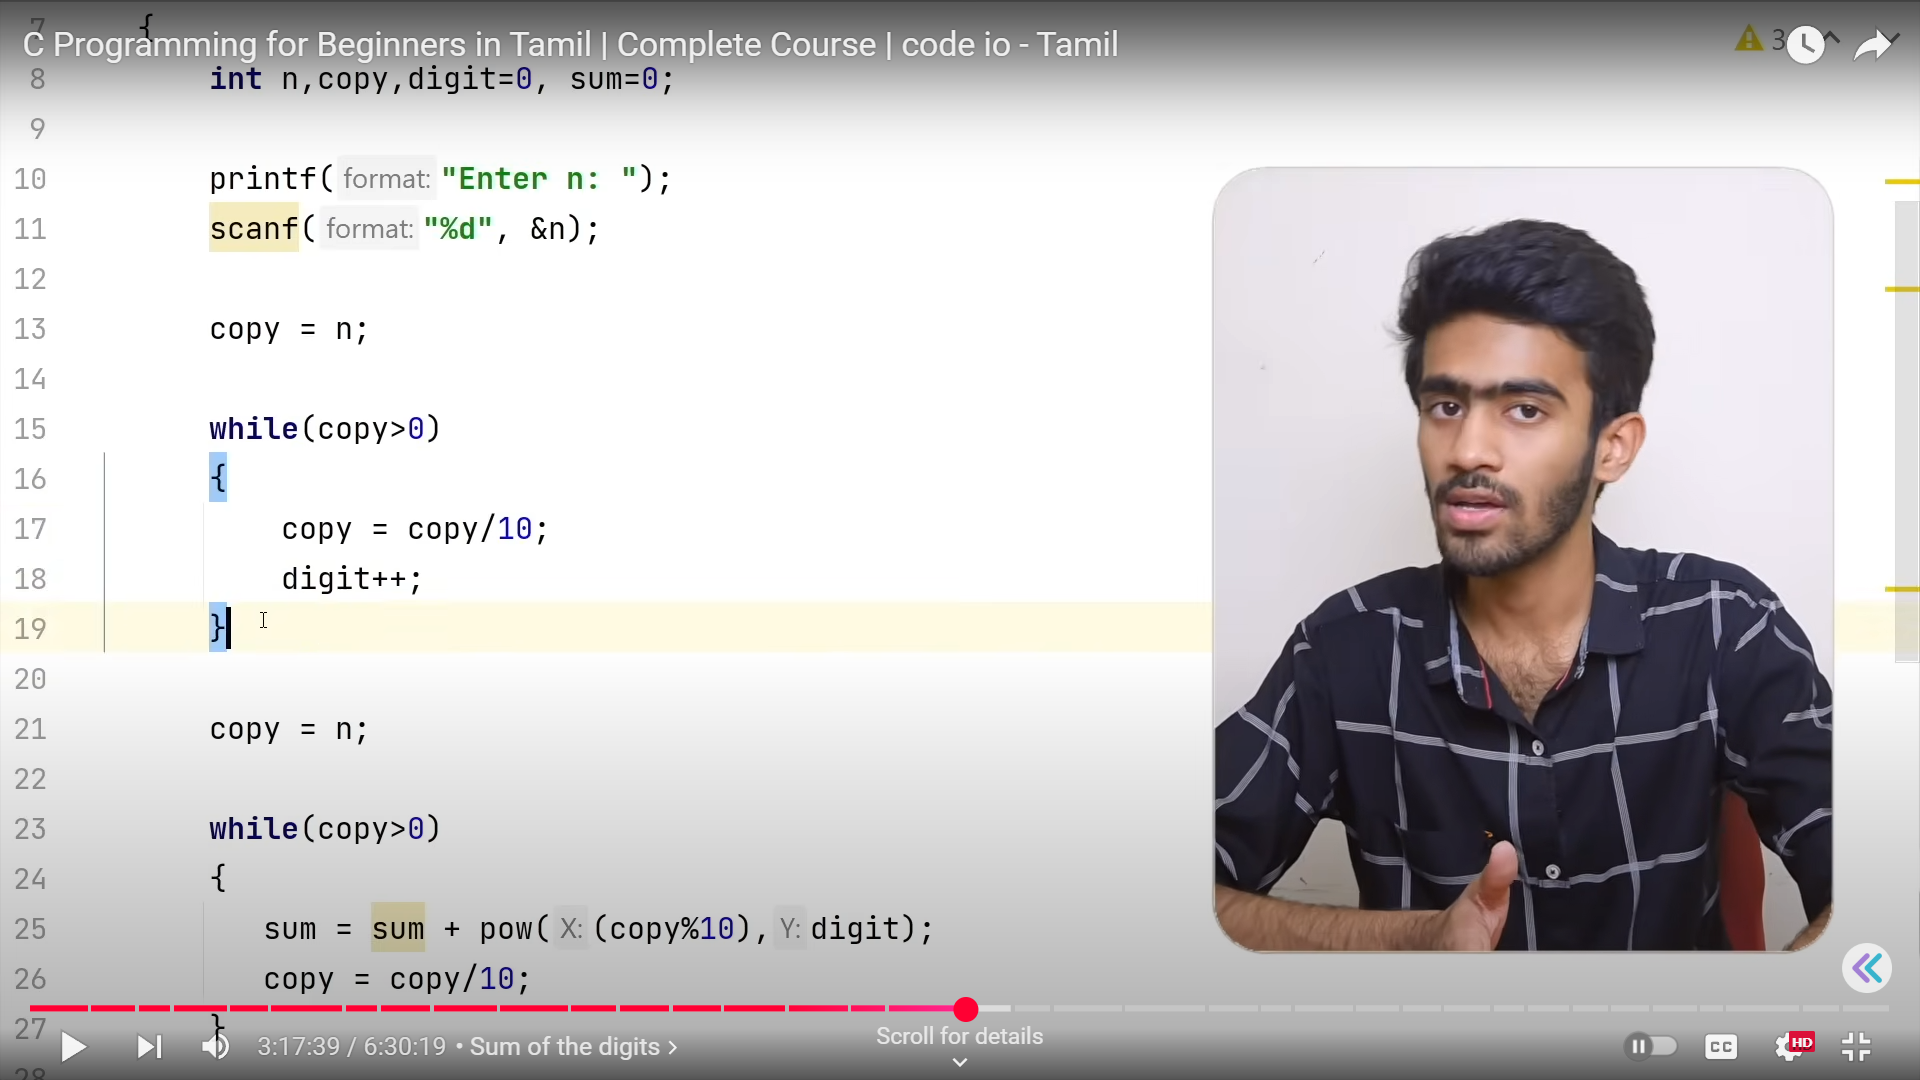 7 {
C Programming for Beginners in Tamil | Complete Course | code io - Tamil
3
8 int n,copy,digit=0, sum=0;
9
10 printf( format: "Enter n: ");
11 scanf( format: "%d", &n);
12
13 copy = n;
14
15 while(copy>0)
16 {
17 copy = copy/10;
18 digit++;
19 }
20
21 copy = n;
22
23 while(copy>0)
24 {
25 sum = sum + pow( X: (copy%10), Y: digit);
26 copy = copy/10;
27 }
3:17:39 / 6:30:19 • Sum of the digits >
Scroll for details
CC
HD
28